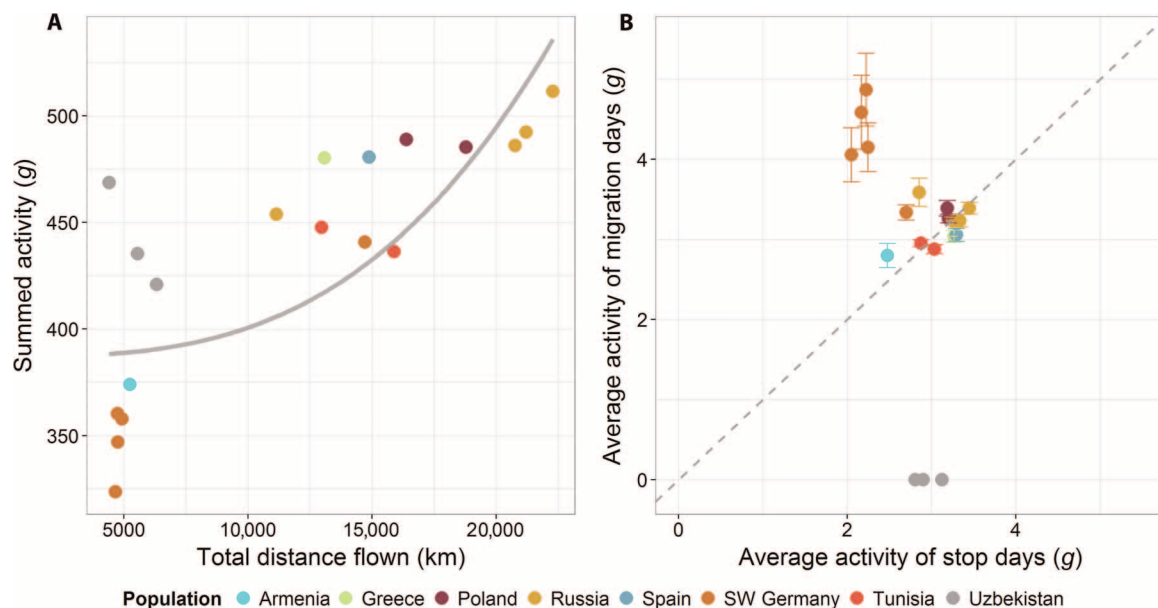 A
Summed activity (g)
500
450
400
350
5000 10,000 15,000 20,000
Total distance flown (km)
B
Average activity of migration days (g)
4
2
0
0 2 4
Average activity of stop days (g)
Population Armenia Greece Poland Russia Spain SW Germany Tunisia Uzbekistan